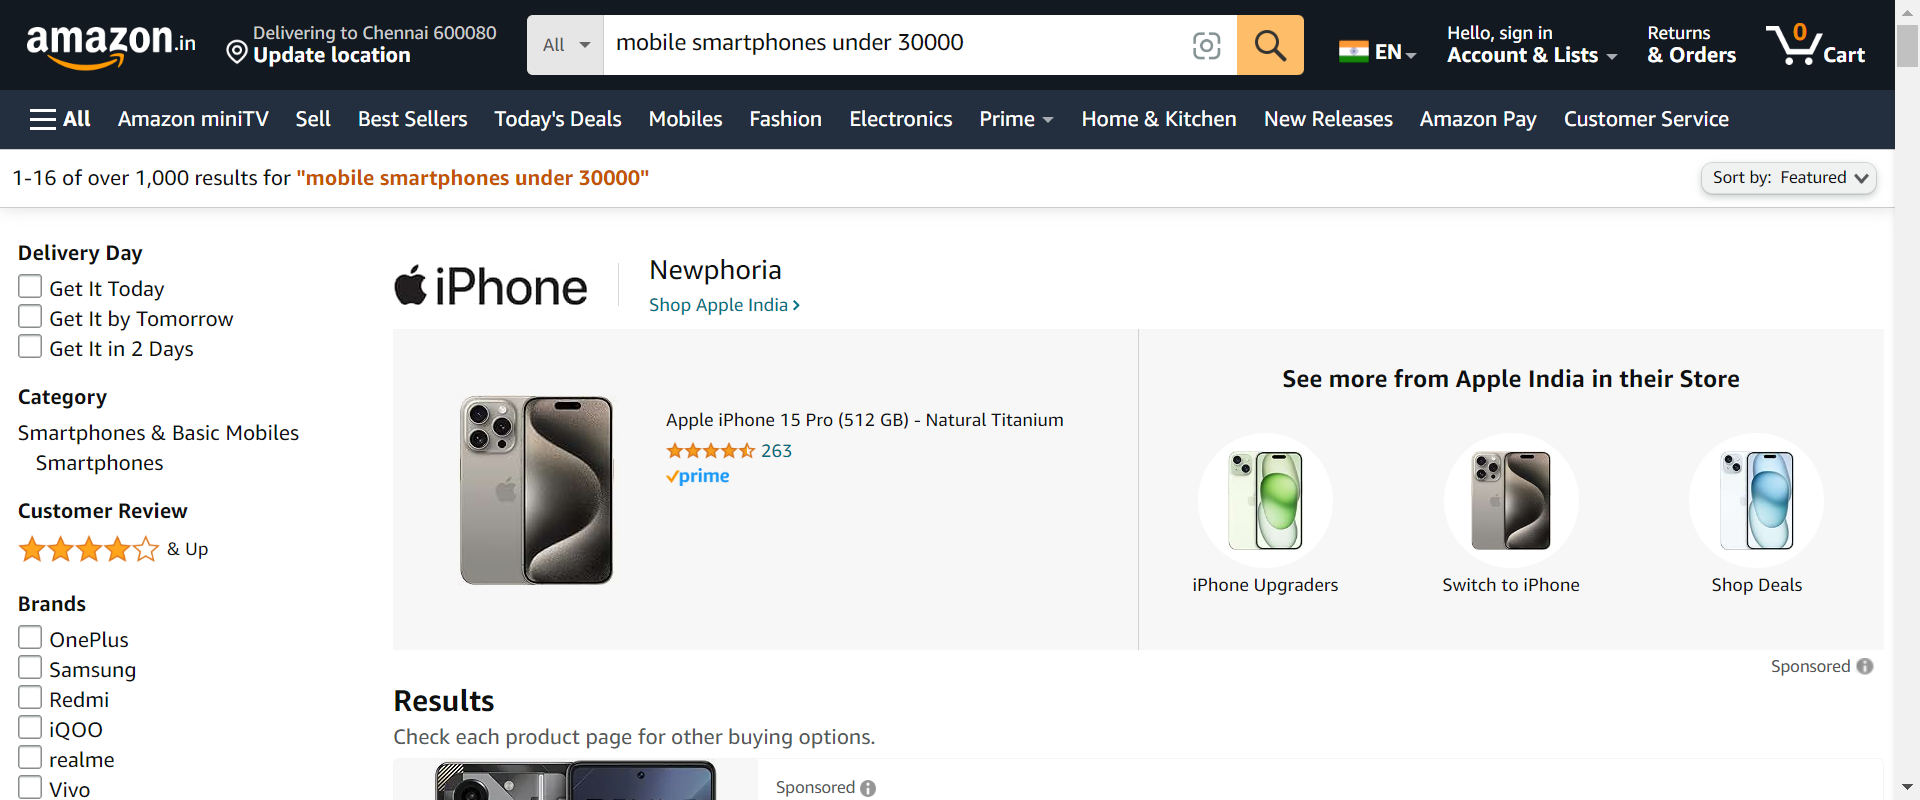 amazon.in
Delivering to Chennai 600080
Update location
All
mobile smartphones under 30000
EN
Hello, sign in
Account & Lists
Returns
& Orders
0
Cart
All
Amazon miniTV
Sell
Best Sellers
Today's Deals
Mobiles
Fashion
Electronics
Prime
Home & Kitchen
New Releases
Amazon Pay
Customer Service
1-16 of over 1,000 results for "mobile smartphones under 30000"
Sort by: Featured
Delivery Day
Get It Today
Get It by Tomorrow
Get It in 2 Days
Category
Smartphones & Basic Mobiles
Smartphones
Customer Review
& Up
Brands
OnePlus
Samsung
Redmi
iQOO
realme
Vivo
iPhone
Newphoria
Shop Apple India
Apple iPhone 15 Pro (512 GB) - Natural Titanium
263
prime
See more from Apple India in their Store
iPhone Upgraders
Switch to iPhone
Shop Deals
Sponsored
Results
Check each product page for other buying options.
Sponsored